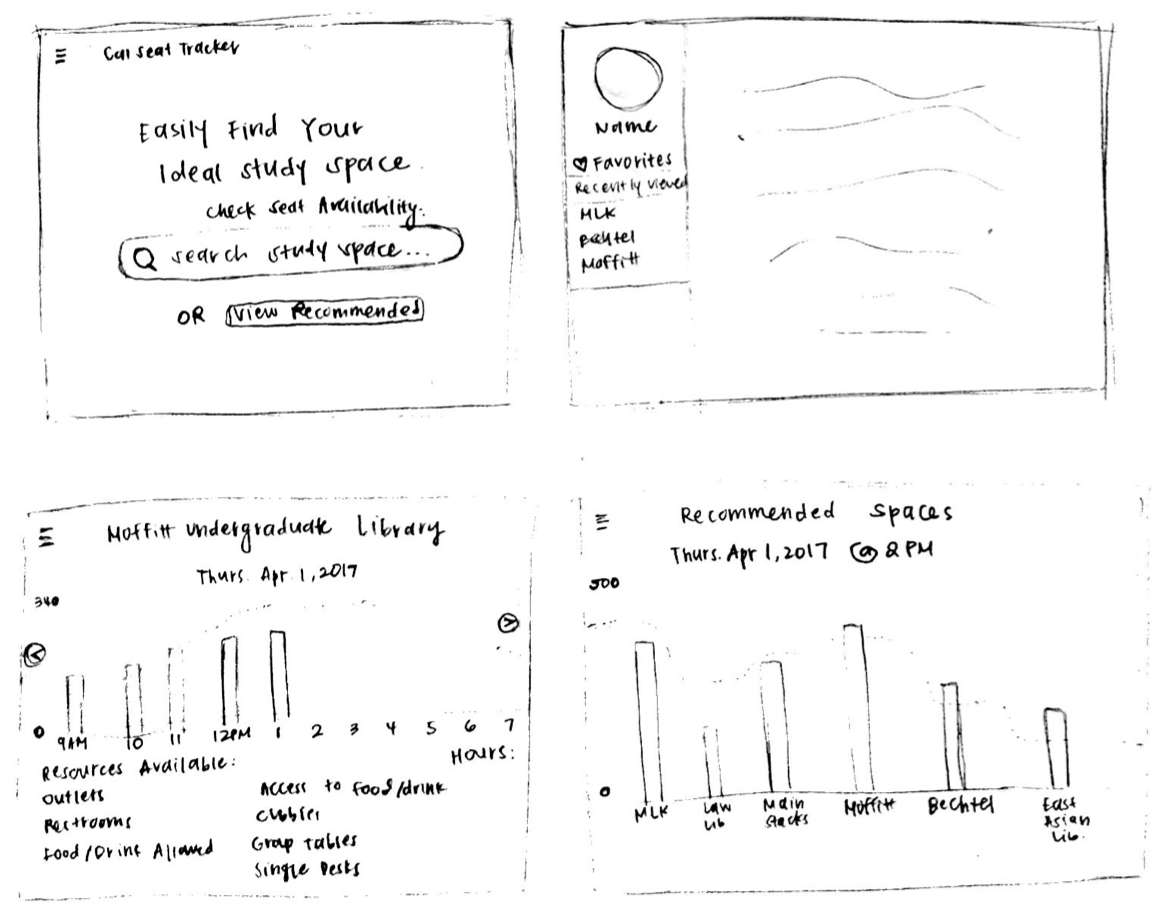 Cal Seat Tracker
Easily Find Your
Ideal study space.
check seat Availability.
search study space...
OR View Recommended
Name
Favorites
Recently viewed
MLK
Bechtel
Moffitt
Moffitt undergraduate Library
Thurs. Apr. 1, 2017
340
0
9AM 10 11 12PM 1 2 3 4 5 6 7
Hours:
Resources Available:
Outlets
Restrooms
Food/Drink Allowed
Access to Food/drink
Cubbies
Group Tables
Single Desks
Recommended spaces
Thurs. Apr 1, 2017 @ 2PM
500
0
MLK
Law
Lib
Main
Stacks
Moffitt
Bechtel
East
Asian
Lib.